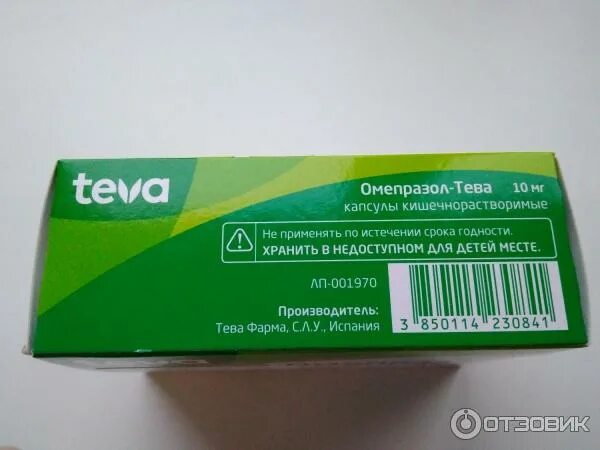 teva
Омепразол-Тева 10 мг
капсулы кишечнорастворимые
Не применять по истечении срока годности.
ХРАНИТЬ В НЕДОСТУПНОМ ДЛЯ ДЕТЕЙ МЕСТЕ.
ЛП-001970
Производитель:
Тева Фарма, С.Л.У., Испания
3 850114 230841
ОТЗОВИК